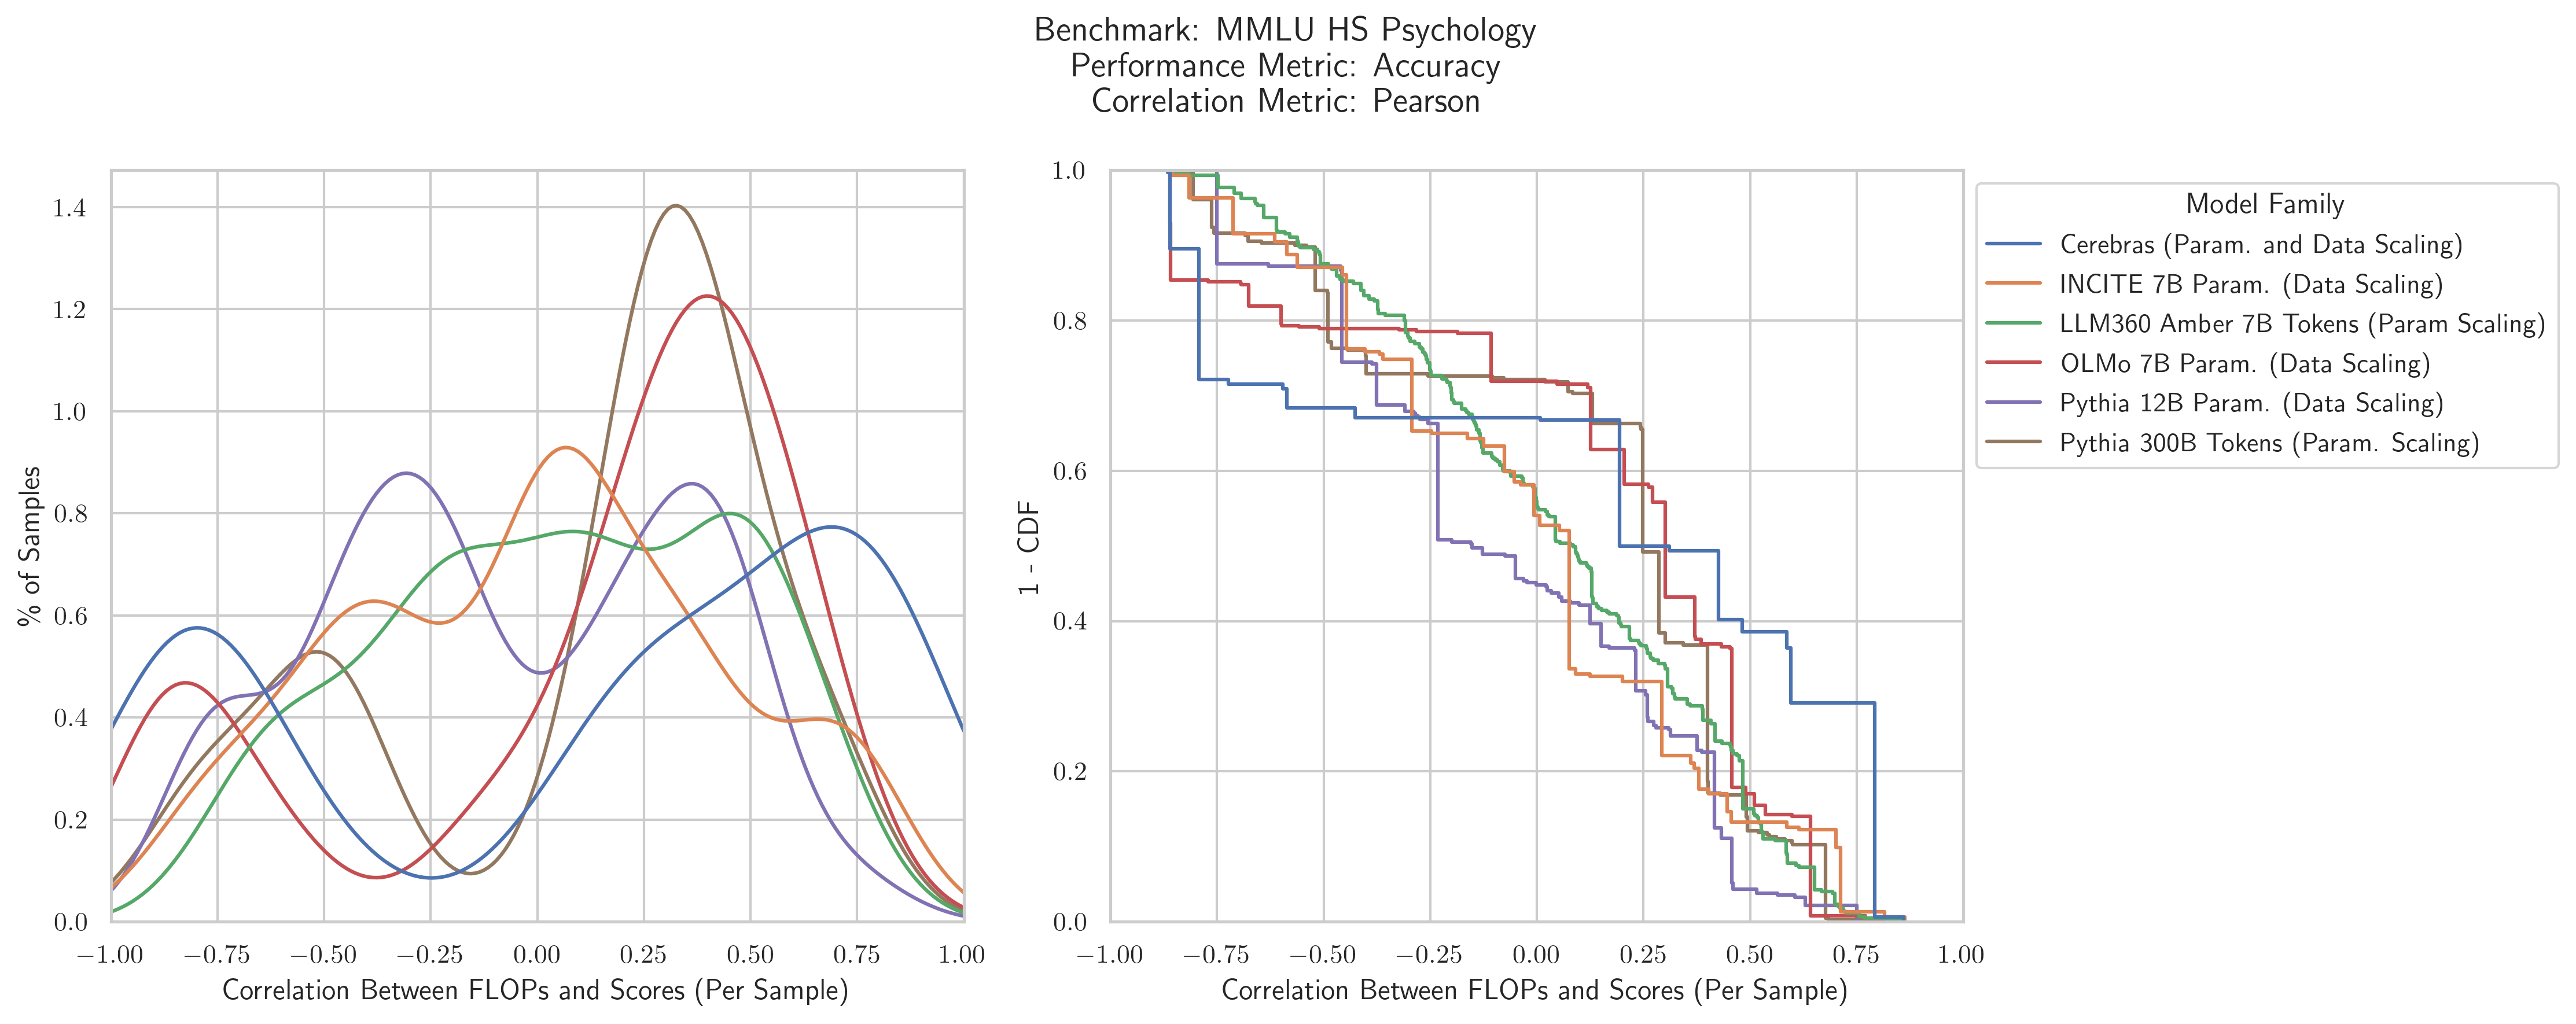 Benchmark: MMLU HS Psychology
Performance Metric: Accuracy
Correlation Metric: Pearson
% of Samples
1.4
1.2
1.0
0.8
0.6
0.4
0.2
0.0
−1.00 −0.75 −0.50 −0.25 0.00 0.25 0.50 0.75 1.00
Correlation Between FLOPs and Scores (Per Sample)
1 - CDF
1.0
0.8
0.6
0.4
0.2
0.0
−1.00 −0.75 −0.50 −0.25 0.00 0.25 0.50 0.75 1.00
Correlation Between FLOPs and Scores (Per Sample)
Model Family
Cerebras (Param. and Data Scaling)
INCITE 7B Param. (Data Scaling)
LLM360 Amber 7B Tokens (Param Scaling)
OLMo 7B Param. (Data Scaling)
Pythia 12B Param. (Data Scaling)
Pythia 300B Tokens (Param. Scaling)